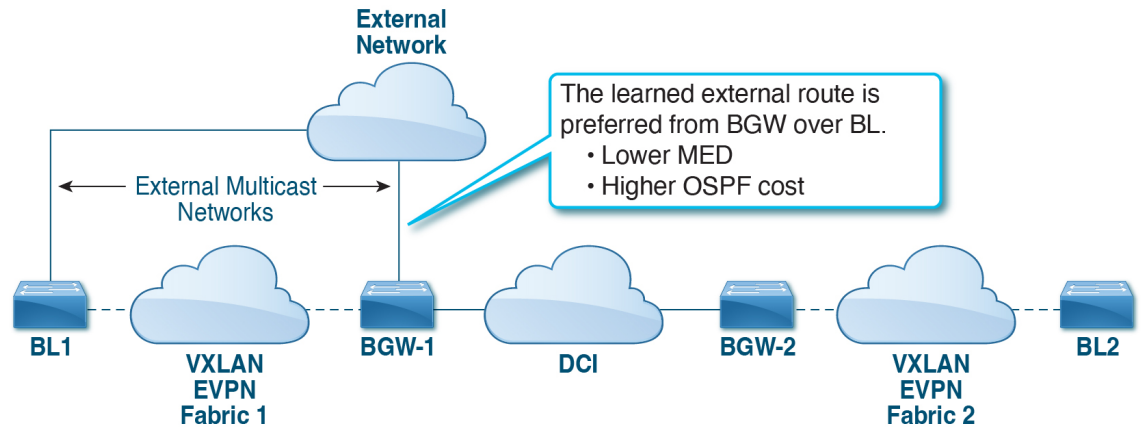 External
Network
The learned external route is
preferred from BGW over BL.
• Lower MED
• Higher OSPF cost
External Multicast
Networks
BL1
VXLAN
EVPN
Fabric 1
BGW-1
DCI
BGW-2
VXLAN
EVPN
Fabric 2
BL2